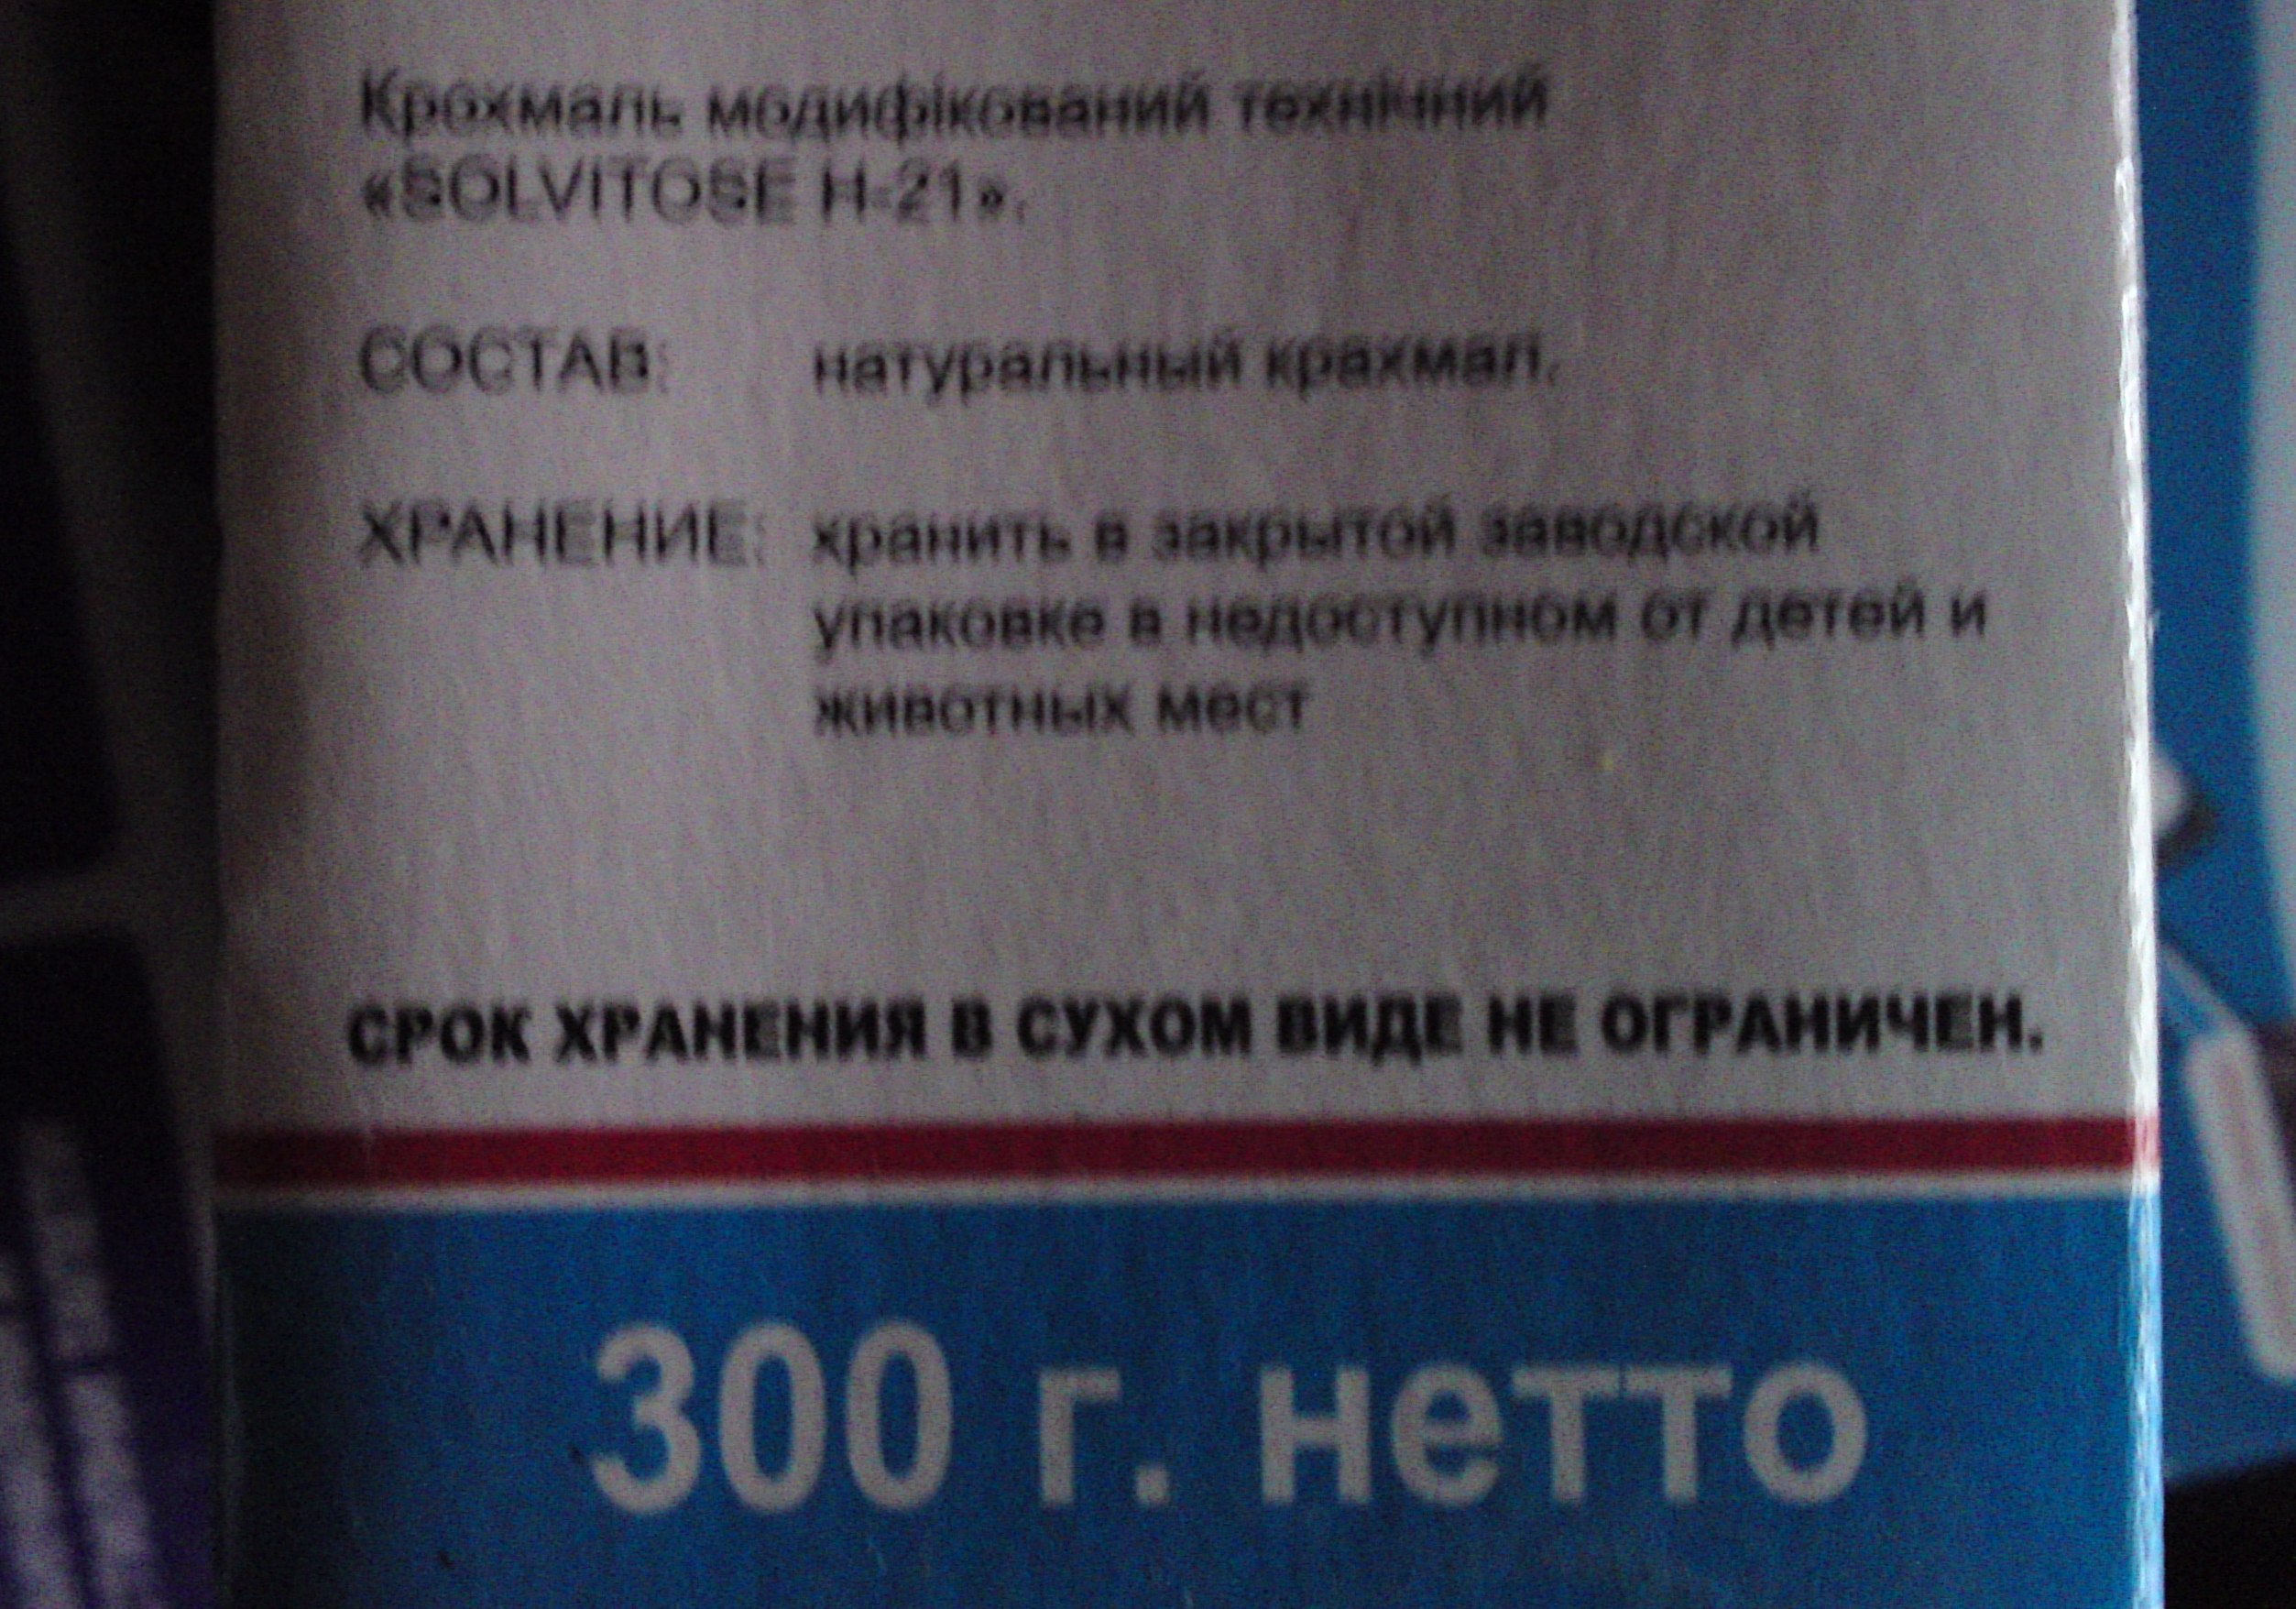 Крохмаль модифікований технічний
«SOLVITOSE H-21».
СОСТАВ: натуральный крахмал.
ХРАНЕНИЕ: хранить в закрытой заводской
упаковке в недоступном от детей и
животных мест
СРОК ХРАНЕНИЯ В СУХОМ ВИДЕ НЕ ОГРАНИЧЕН.
300 г. нетто